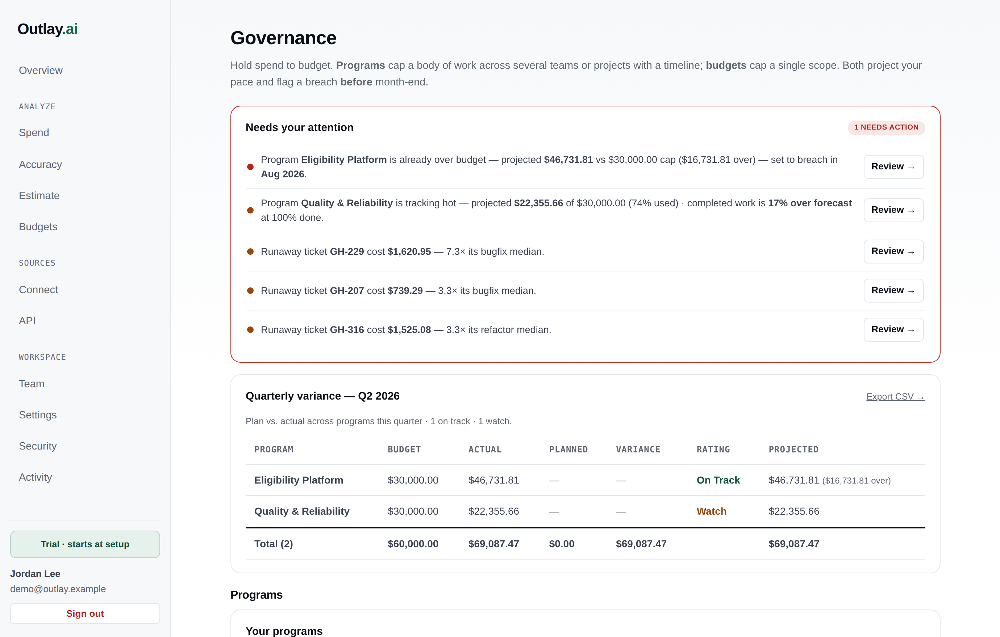 Outlay.ai
Overview
ANALYZE
Spend
Accuracy
Estimate
Budgets
SOURCES
Connect
API
WORKSPACE
Team
Settings
Security
Activity
Trial · starts at setup
Jordan Lee
demo@outlay.example
Sign out
Governance
Hold spend to budget. Programs cap a body of work across several teams or projects with a timeline; budgets cap a single scope. Both project your
pace and flag a breach before month-end.
Needs your attention
1 NEEDS ACTION
Program Eligibility Platform is already over budget — projected $46,731.81 vs $30,000.00 cap ($16,731.81 over) — set to breach in
Aug 2026.
Review →
Program Quality & Reliability is tracking hot — projected $22,355.66 of $30,000.00 (74% used) · completed work is 17% over forecast
at 100% done.
Review →
Runaway ticket GH-229 cost $1,620.95 — 7.3× its bugfix median.
Review →
Runaway ticket GH-207 cost $739.29 — 3.3× its bugfix median.
Review →
Runaway ticket GH-316 cost $1,525.08 — 3.3× its refactor median.
Review →
Quarterly variance — Q2 2026
Export CSV →
Plan vs. actual across programs this quarter · 1 on track · 1 watch.
PROGRAM BUDGET ACTUAL PLANNED VARIANCE RATING PROJECTED
Eligibility Platform $30,000.00 $46,731.81 — — On Track $46,731.81 ($16,731.81 over)
Quality & Reliability $30,000.00 $22,355.66 — — Watch $22,355.66
Total (2) $60,000.00 $69,087.47 $0.00 $69,087.47 $69,087.47
Programs
Your programs